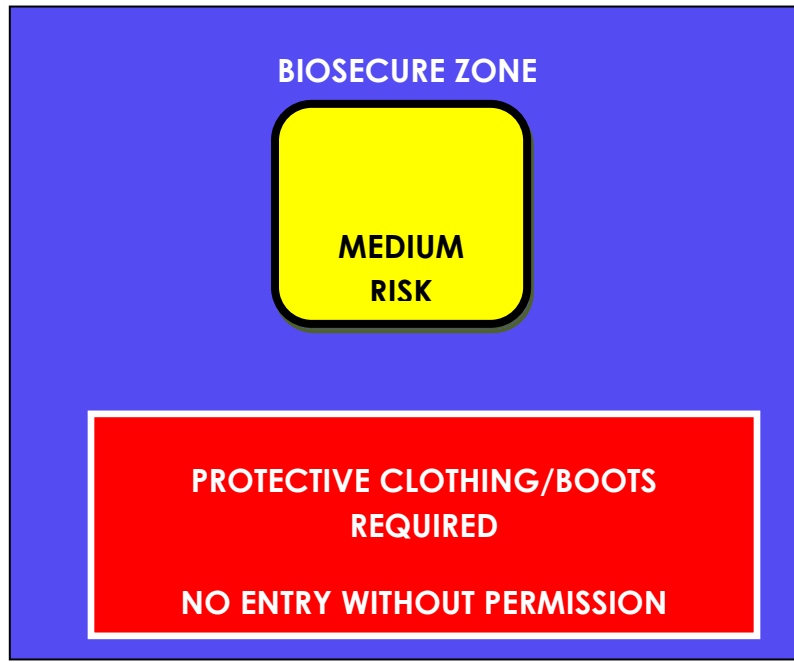 BIOSECURE ZONE
MEDIUM
RISK
PROTECTIVE CLOTHING/BOOTS
REQUIRED
NO ENTRY WITHOUT PERMISSION